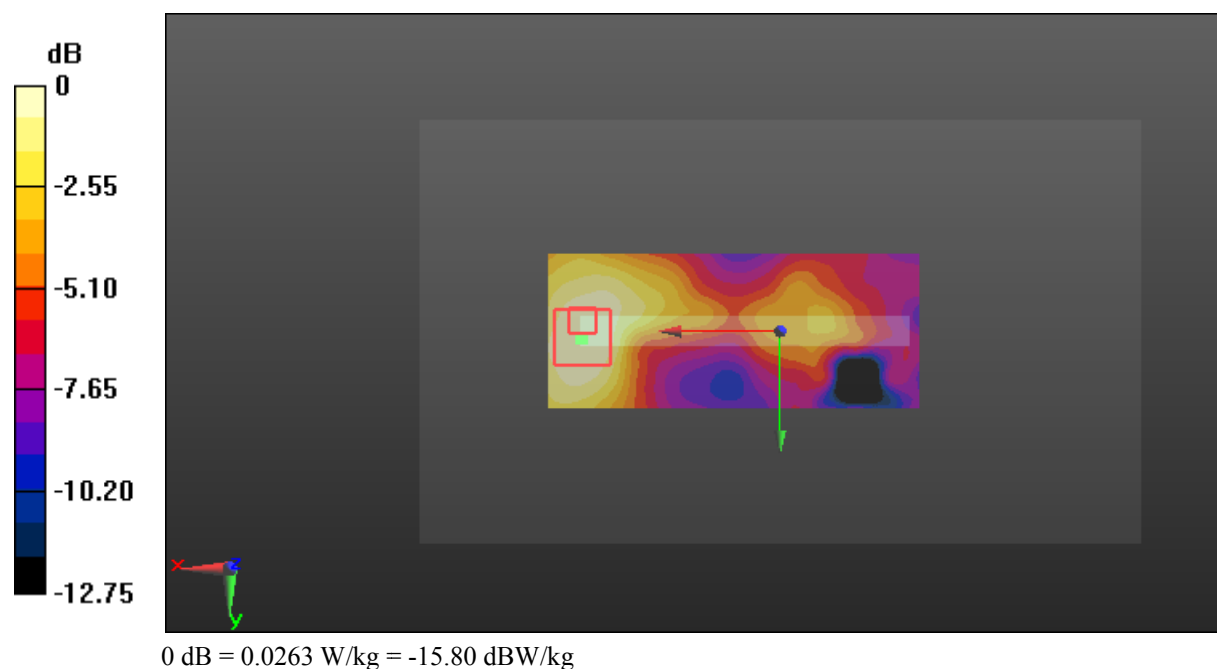 dB
0
-2.55
-5.10
-7.65
-10.20
-12.75
x
z
y
0 dB = 0.0263 W/kg = -15.80 dBW/kg